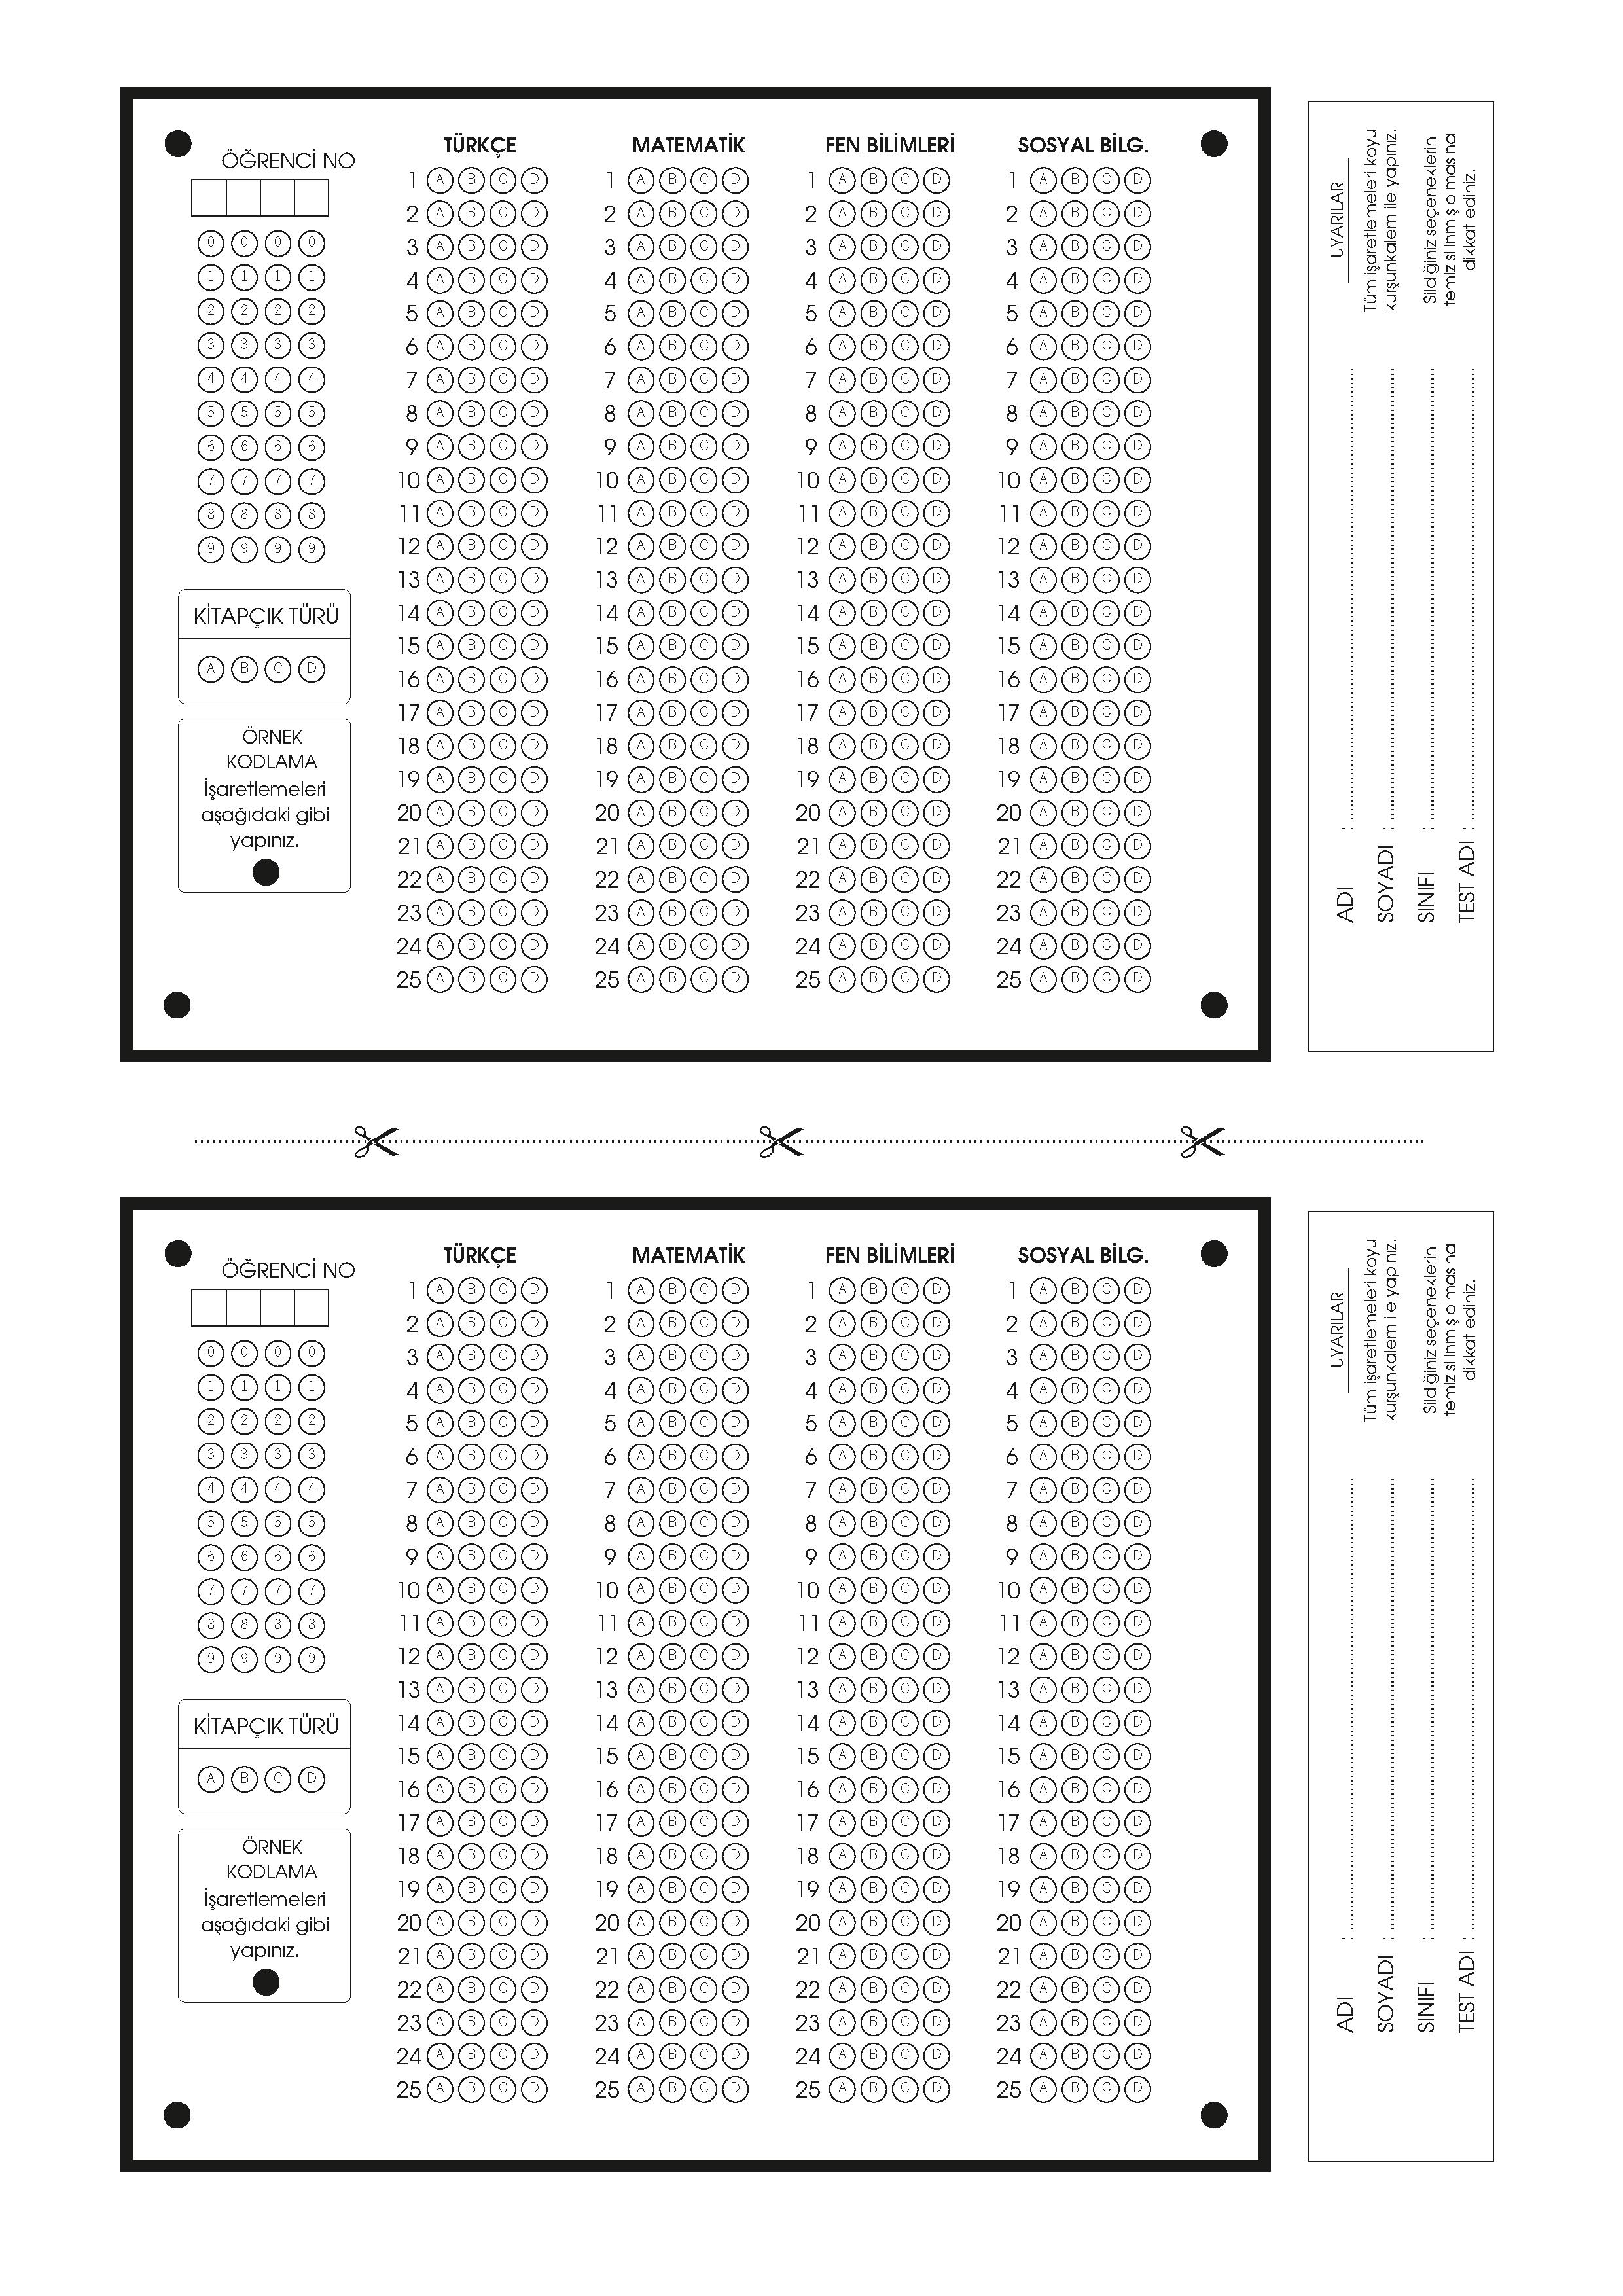 ÖĞRENCİ NO
0 0 0 0
1 1 1 1
2 2 2 2
3 3 3 3
4 4 4 4
5 5 5 5
6 6 6 6
7 7 7 7
8 8 8 8
9 9 9 9
KİTAPÇIK TÜRÜ
A B C D
ÖRNEK
KODLAMA
İşaretlemeleri
aşağıdaki gibi
yapınız.
TÜRKÇE MATEMATİK FEN BİLİMLERİ SOSYAL BİLG.
1 A B C D 1 A B C D 1 A B C D 1 A B C D
2 A B C D 2 A B C D 2 A B C D 2 A B C D
3 A B C D 3 A B C D 3 A B C D 3 A B C D
4 A B C D 4 A B C D 4 A B C D 4 A B C D
5 A B C D 5 A B C D 5 A B C D 5 A B C D
6 A B C D 6 A B C D 6 A B C D 6 A B C D
7 A B C D 7 A B C D 7 A B C D 7 A B C D
8 A B C D 8 A B C D 8 A B C D 8 A B C D
9 A B C D 9 A B C D 9 A B C D 9 A B C D
10 A B C D 10 A B C D 10 A B C D 10 A B C D
11 A B C D 11 A B C D 11 A B C D 11 A B C D
12 A B C D 12 A B C D 12 A B C D 12 A B C D
13 A B C D 13 A B C D 13 A B C D 13 A B C D
14 A B C D 14 A B C D 14 A B C D 14 A B C D
15 A B C D 15 A B C D 15 A B C D 15 A B C D
16 A B C D 16 A B C D 16 A B C D 16 A B C D
17 A B C D 17 A B C D 17 A B C D 17 A B C D
18 A B C D 18 A B C D 18 A B C D 18 A B C D
19 A B C D 19 A B C D 19 A B C D 19 A B C D
20 A B C D 20 A B C D 20 A B C D 20 A B C D
21 A B C D 21 A B C D 21 A B C D 21 A B C D
22 A B C D 22 A B C D 22 A B C D 22 A B C D
23 A B C D 23 A B C D 23 A B C D 23 A B C D
24 A B C D 24 A B C D 24 A B C D 24 A B C D
25 A B C D 25 A B C D 25 A B C D 25 A B C D
ADI :
SOYADI :
SINIFI :
TEST ADI :
UYARILAR
Tüm işaretlemeleri koyu
kurşunkalem ile yapınız.
Sildiğiniz seçeneklerin
temiz silinmiş olmasına
dikkat ediniz.
ÖĞRENCİ NO
0 0 0 0
1 1 1 1
2 2 2 2
3 3 3 3
4 4 4 4
5 5 5 5
6 6 6 6
7 7 7 7
8 8 8 8
9 9 9 9
KİTAPÇIK TÜRÜ
A B C D
ÖRNEK
KODLAMA
İşaretlemeleri
aşağıdaki gibi
yapınız.
TÜRKÇE MATEMATİK FEN BİLİMLERİ SOSYAL BİLG.
1 A B C D 1 A B C D 1 A B C D 1 A B C D
2 A B C D 2 A B C D 2 A B C D 2 A B C D
3 A B C D 3 A B C D 3 A B C D 3 A B C D
4 A B C D 4 A B C D 4 A B C D 4 A B C D
5 A B C D 5 A B C D 5 A B C D 5 A B C D
6 A B C D 6 A B C D 6 A B C D 6 A B C D
7 A B C D 7 A B C D 7 A B C D 7 A B C D
8 A B C D 8 A B C D 8 A B C D 8 A B C D
9 A B C D 9 A B C D 9 A B C D 9 A B C D
10 A B C D 10 A B C D 10 A B C D 10 A B C D
11 A B C D 11 A B C D 11 A B C D 11 A B C D
12 A B C D 12 A B C D 12 A B C D 12 A B C D
13 A B C D 13 A B C D 13 A B C D 13 A B C D
14 A B C D 14 A B C D 14 A B C D 14 A B C D
15 A B C D 15 A B C D 15 A B C D 15 A B C D
16 A B C D 16 A B C D 16 A B C D 16 A B C D
17 A B C D 17 A B C D 17 A B C D 17 A B C D
18 A B C D 18 A B C D 18 A B C D 18 A B C D
19 A B C D 19 A B C D 19 A B C D 19 A B C D
20 A B C D 20 A B C D 20 A B C D 20 A B C D
21 A B C D 21 A B C D 21 A B C D 21 A B C D
22 A B C D 22 A B C D 22 A B C D 22 A B C D
23 A B C D 23 A B C D 23 A B C D 23 A B C D
24 A B C D 24 A B C D 24 A B C D 24 A B C D
25 A B C D 25 A B C D 25 A B C D 25 A B C D
ADI :
SOYADI :
SINIFI :
TEST ADI :
UYARILAR
Tüm işaretlemeleri koyu
kurşunkalem ile yapınız.
Sildiğiniz seçeneklerin
temiz silinmiş olmasına
dikkat ediniz.